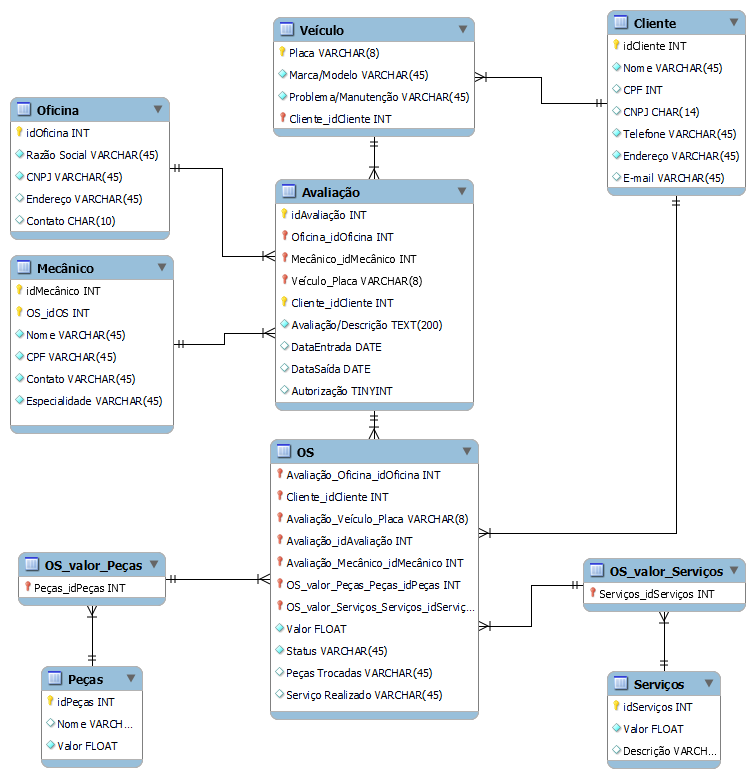 Veículo
Placa VARCHAR(8)
Marca/Modelo VARCHAR(45)
Problema/Manutenção VARCHAR(45)
Cliente_idCliente INT
Cliente
idCliente INT
Nome VARCHAR(45)
CPF INT
CNPJ CHAR(14)
Telefone VARCHAR(45)
Endereço VARCHAR(45)
E-mail VARCHAR(45)
Oficina
idOficina INT
Razão Social VARCHAR(45)
CNPJ VARCHAR(45)
Endereço VARCHAR(45)
Contato CHAR(10)
Avaliação
idAvaliação INT
Oficina_idOficina INT
Mecânico_idMecânico INT
Veículo_Placa VARCHAR(8)
Cliente_idCliente INT
Avaliação/Descrição TEXT(200)
DataEntrada DATE
DataSaída DATE
Autorização TINYINT
Mecânico
idMecânico INT
OS_idOS INT
Nome VARCHAR(45)
CPF VARCHAR(45)
Contato VARCHAR(45)
Especialidade VARCHAR(45)
OS
Avaliação_Oficina_idOficina INT
Cliente_idCliente INT
Avaliação_Veículo_Placa VARCHAR(8)
Avaliação_idAvaliação INT
Avaliação_Mecânico_idMecânico INT
OS_valor_Peças_Peças_idPeças INT
OS_valor_Serviços_Serviços_idServiç...
Valor FLOAT
Status VARCHAR(45)
Peças Trocadas VARCHAR(45)
Serviço Realizado VARCHAR(45)
OS_valor_Peças
Peças_idPeças INT
OS_valor_Serviços
Serviços_idServiços INT
Peças
idPeças INT
Nome VARCH...
Valor FLOAT
Serviços
idServiços INT
Valor FLOAT
Descrição VARCH...